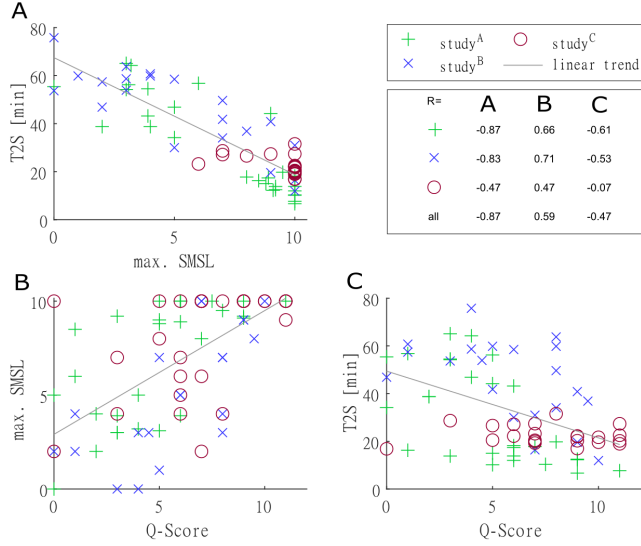 A
80
60
40
20
0
0 5 10
T2S [min]
max. SMSL
study^A study^C
study^B linear trend
R= A B C
-0.87 0.66 -0.61
-0.83 0.71 -0.53
-0.47 0.47 -0.07
all -0.87 0.59 -0.47
B
10
5
0
0 5 10
max. SMSL
Q-Score
C
80
60
40
20
0
0 5 10
T2S [min]
Q-Score